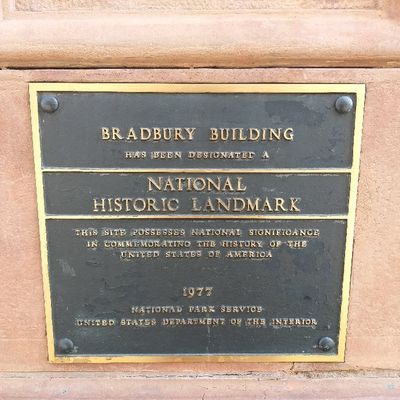 BRADBURY BUILDING
HAS BEEN DESIGNATED A
NATIONAL
HISTORIC LANDMARK
THIS SITE POSSESSES NATIONAL SIGNIFICANCE
IN COMMEMORATING THE HISTORY OF THE
UNITED STATES OF AMERICA
1977
NATIONAL PARK SERVICE
UNITED STATES DEPARTMENT OF THE INTERIOR